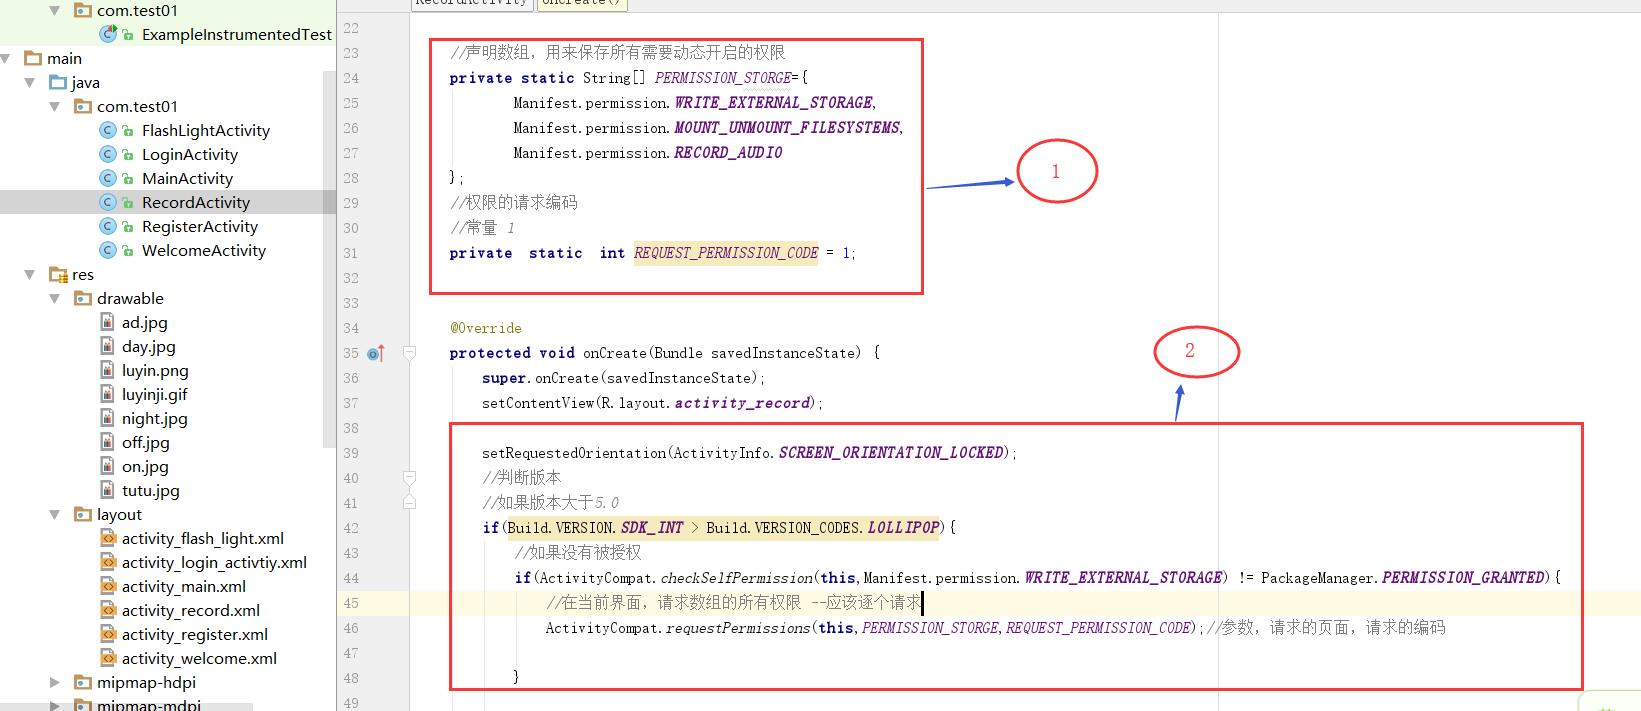 com.test01
ExampleInstrumentedTest
main
java
com.test01
FlashLightActivity
LoginActivity
MainActivity
RecordActivity
RegisterActivity
WelcomeActivity
res
drawable
ad.jpg
day.jpg
luyin.png
luyinji.gif
night.jpg
off.jpg
on.jpg
tutu.jpg
layout
activity_flash_light.xml
activity_login_activtiy.xml
activity_main.xml
activity_record.xml
activity_register.xml
activity_welcome.xml
mipmap-hdpi
mipmap-mdpi
RecordActivity onCreate()
22
23 //声明数组，用来保存所有需要动态开启的权限
24 private static String[] PERMISSION_STORGE={
25 Manifest.permission.WRITE_EXTERNAL_STORAGE,
26 Manifest.permission.MOUNT_UNMOUNT_FILESYSTEMS,
27 Manifest.permission.RECORD_AUDIO
28 };
29 //权限的请求编码
30 //常量 1
31 private static int REQUEST_PERMISSION_CODE = 1;
32
33
34 @Override
35 protected void onCreate(Bundle savedInstanceState) {
36 super.onCreate(savedInstanceState);
37 setContentView(R.layout.activity_record);
38
39 setRequestedOrientation(ActivityInfo.SCREEN_ORIENTATION_LOCKED);
40 //判断版本
41 //如果版本大于5.0
42 if(Build.VERSION.SDK_INT > Build.VERSION_CODES.LOLLIPOP){
43 //如果没有被授权
44 if(ActivityCompat.checkSelfPermission(this,Manifest.permission.WRITE_EXTERNAL_STORAGE) != PackageManager.PERMISSION_GRANTED){
45 //在当前界面，请求数组的所有权限 --应该逐个请求
46 ActivityCompat.requestPermissions(this,PERMISSION_STORGE,REQUEST_PERMISSION_CODE);//参数，请求的页面，请求的编码
47
48 }
49
1
2